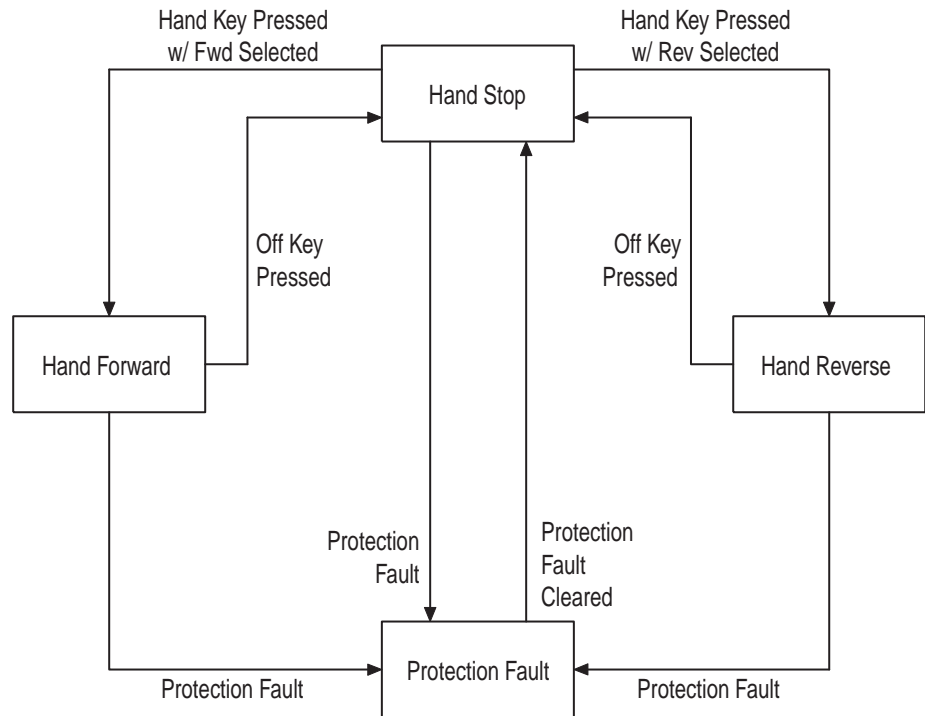 Hand Key Pressed
w/ Fwd Selected
Hand Key Pressed
w/ Rev Selected
Hand Stop
Off Key
Pressed
Off Key
Pressed
Hand Forward
Hand Reverse
Protection
Fault
Protection
Fault
Cleared
Protection Fault
Protection Fault
Protection Fault